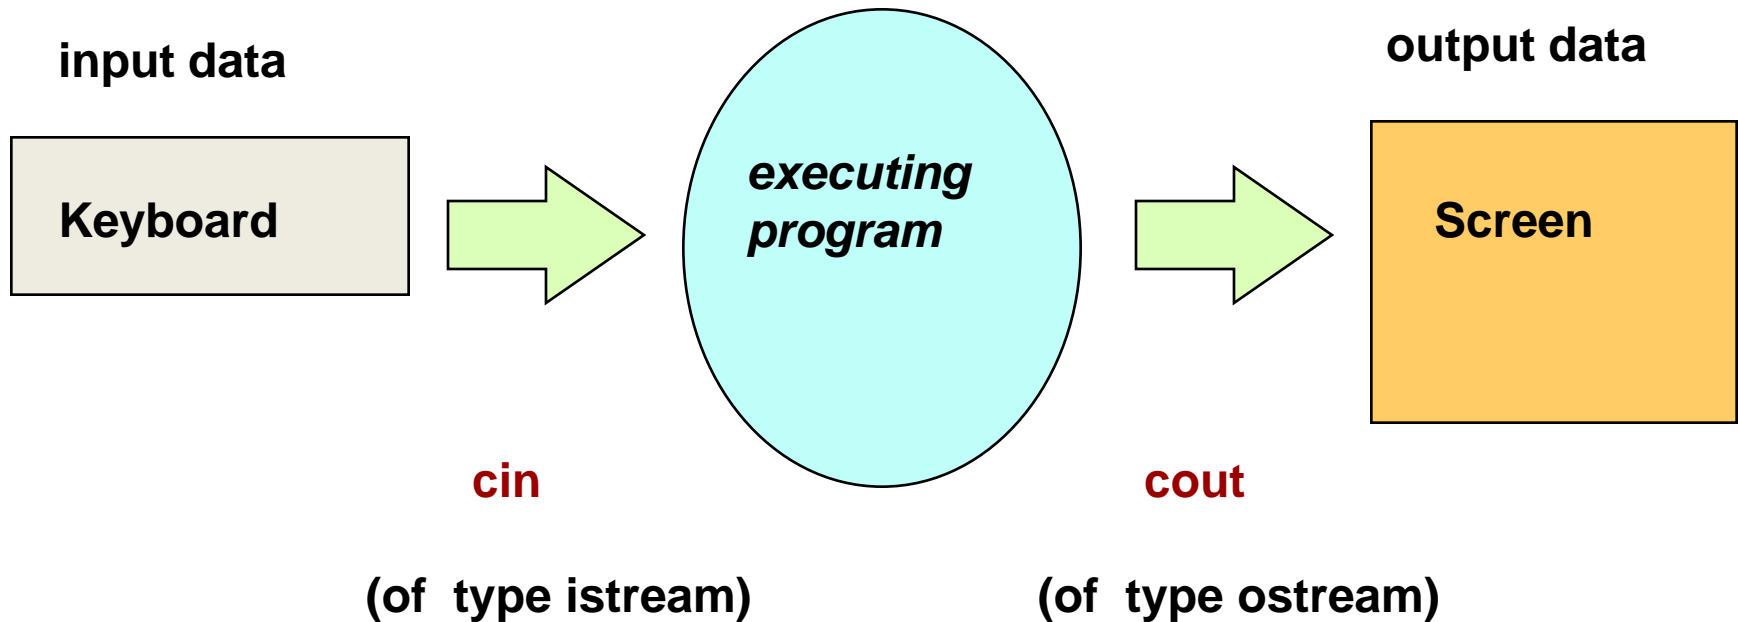 input data
output data
Keyboard
executing
program
Screen
cin
cout
(of type istream)
(of type ostream)